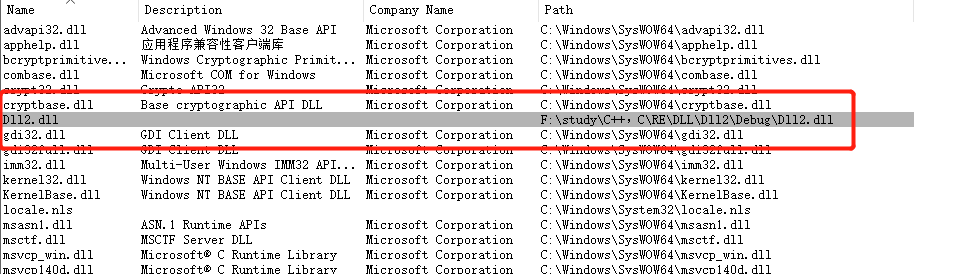 Name Description Company Name Path
advapi32.dll Advanced Windows 32 Base API Microsoft Corporation C:\Windows\SysWOW64\advapi32.dll
apphelp.dll 应用程序兼容性客户端库 Microsoft Corporation C:\Windows\SysWOW64\apphelp.dll
bcryptprimitive... Windows Cryptographic Primit... Microsoft Corporation C:\Windows\SysWOW64\bcryptprimitives.dll
combase.dll Microsoft COM for Windows Microsoft Corporation C:\Windows\SysWOW64\combase.dll
crypt32.dll Crypto API32 Microsoft Corporation C:\Windows\SysWOW64\crypt32.dll
cryptbase.dll Base cryptographic API DLL Microsoft Corporation C:\Windows\SysWOW64\cryptbase.dll
Dll2.dll F:\study\C++，C\RE\DLL\Dll2\Debug\Dll2.dll
gdi32.dll GDI Client DLL Microsoft Corporation C:\Windows\SysWOW64\gdi32.dll
gdi32full.dll GDI Client DLL Microsoft Corporation C:\Windows\SysWOW64\gdi32full.dll
imm32.dll Multi-User Windows IMM32 API... Microsoft Corporation C:\Windows\SysWOW64\imm32.dll
kernel32.dll Windows NT BASE API Client DLL Microsoft Corporation C:\Windows\SysWOW64\kernel32.dll
KernelBase.dll Windows NT BASE API Client DLL Microsoft Corporation C:\Windows\SysWOW64\KernelBase.dll
locale.nls C:\Windows\System32\locale.nls
msasn1.dll ASN.1 Runtime APIs Microsoft Corporation C:\Windows\SysWOW64\msasn1.dll
msctf.dll MSCTF Server DLL Microsoft Corporation C:\Windows\SysWOW64\msctf.dll
msvcp_win.dll Microsoft® C Runtime Library Microsoft Corporation C:\Windows\SysWOW64\msvcp_win.dll
msvcp140d.dll Microsoft® C Runtime Library Microsoft Corporation C:\Windows\SysWOW64\msvcp140d.dll